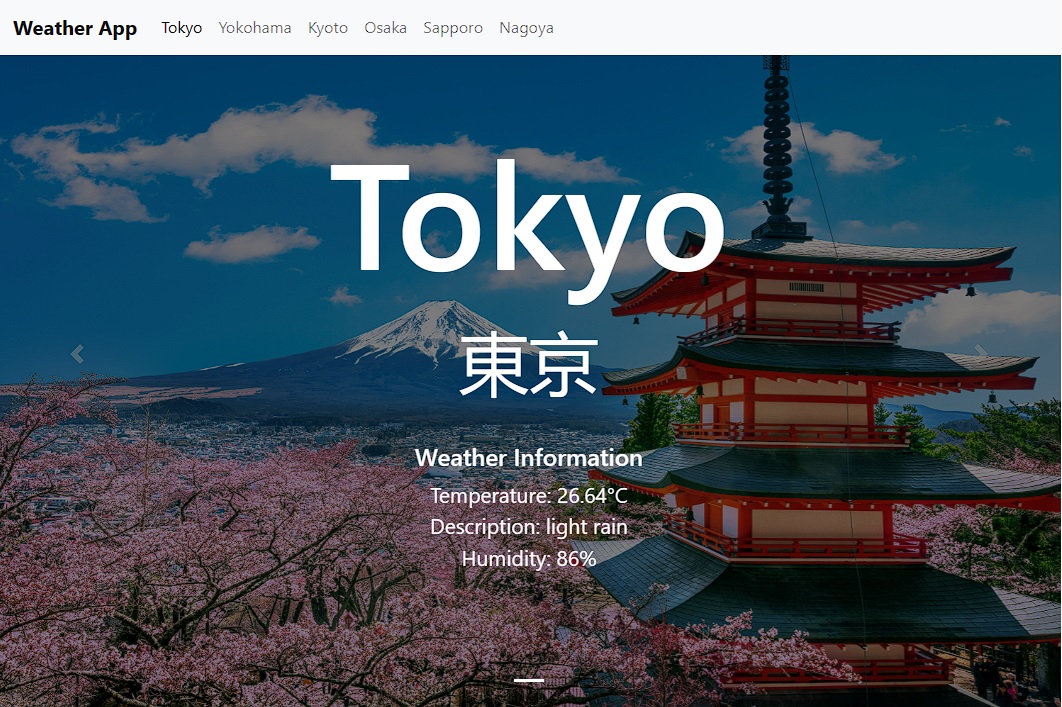 Weather App Tokyo Yokohama Kyoto Osaka Sapporo Nagoya
Tokyo
東京
Weather Information
Temperature: 26.64°C
Description: light rain
Humidity: 86%